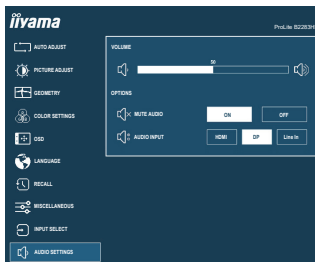 iiyama
ProLite B2283H
AUTO ADJUST
PICTURE ADJUST
GEOMETRY
COLOR SETTINGS
OSD
LANGUAGE
RECALL
MISCELLANEOUS
INPUT SELECT
AUDIO SETTINGS
VOLUME
50
OPTIONS
MUTE AUDIO ON OFF
AUDIO INPUT HDMI DP Line In